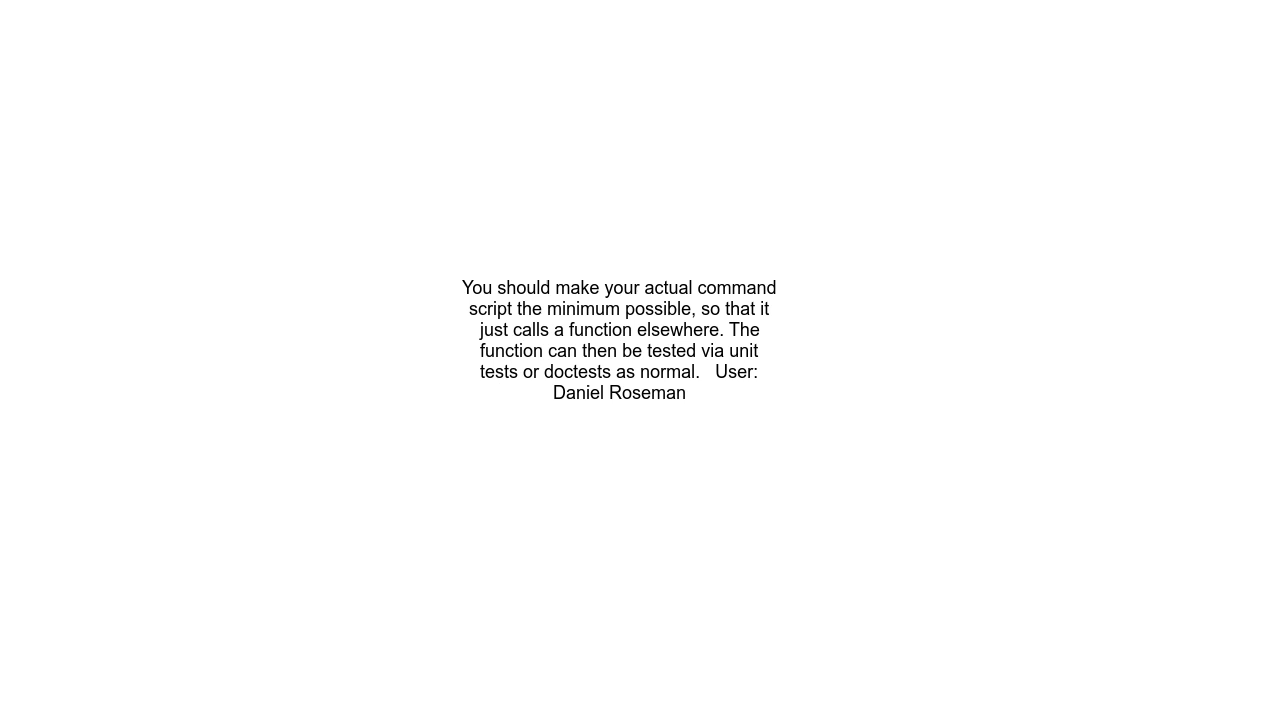 You should make your actual command
script the minimum possible, so that it
just calls a function elsewhere. The
function can then be tested via unit
tests or doctests as normal.   User:
Daniel Roseman